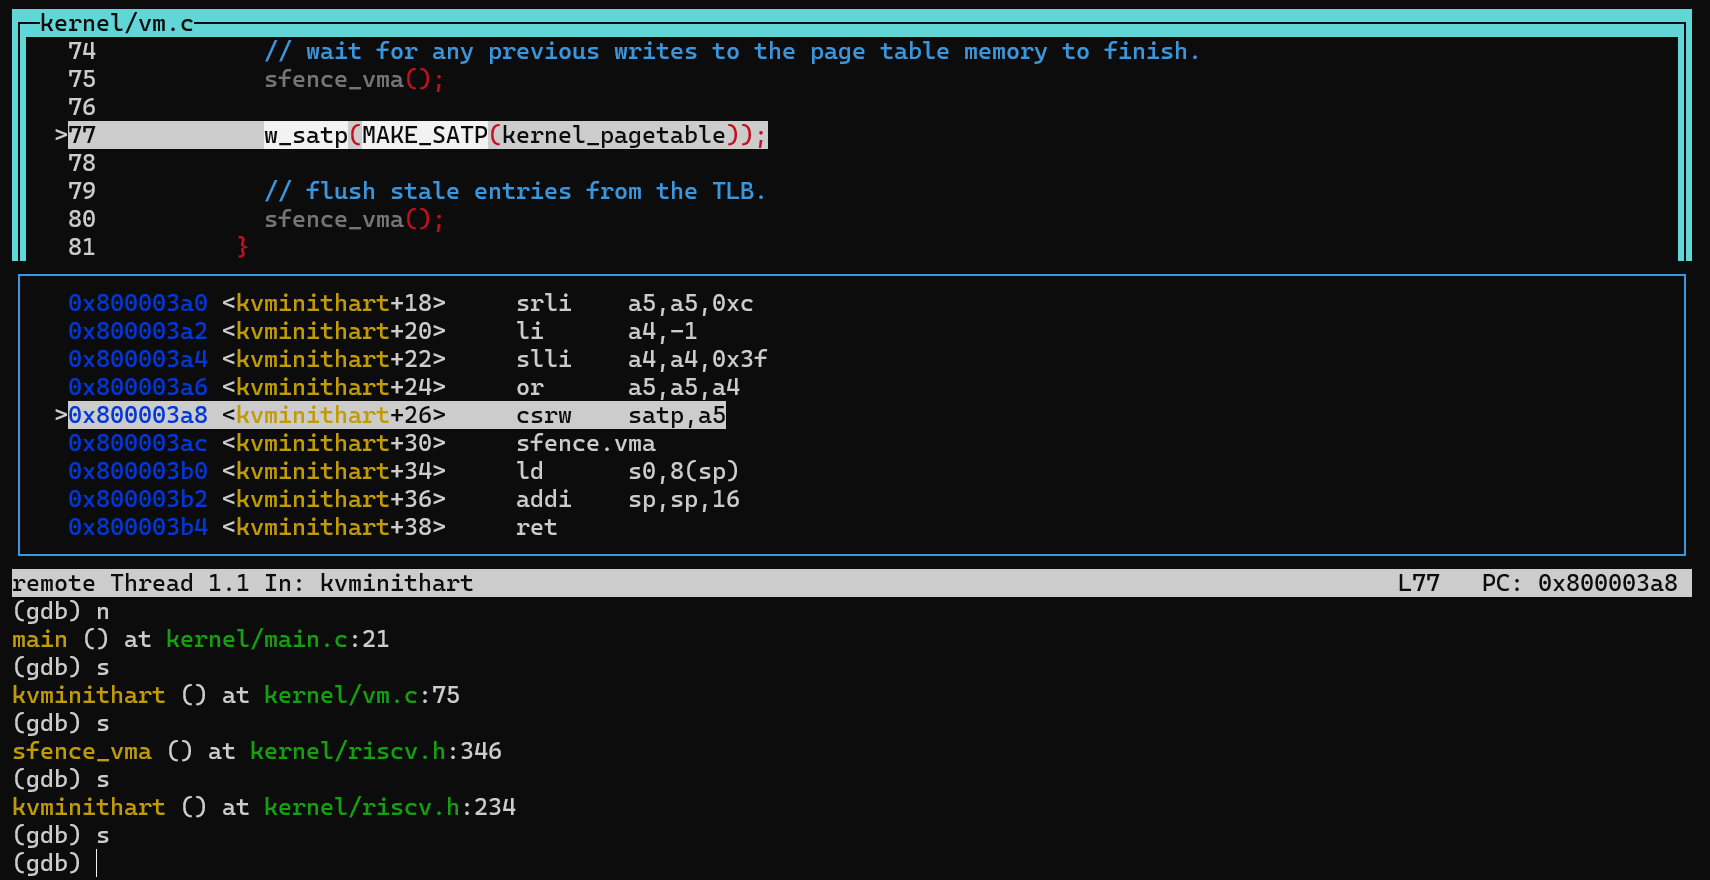 kernel/vm.c
74 // wait for any previous writes to the page table memory to finish.
75 sfence_vma();
76
>77 w_satp(MAKE_SATP(kernel_pagetable));
78
79 // flush stale entries from the TLB.
80 sfence_vma();
81 }
0x800003a0 <kvminithart+18> srli a5,a5,0xc
0x800003a2 <kvminithart+20> li a4,-1
0x800003a4 <kvminithart+22> slli a4,a4,0x3f
0x800003a6 <kvminithart+24> or a5,a5,a4
>0x800003a8 <kvminithart+26> csrw satp,a5
0x800003ac <kvminithart+30> sfence.vma
0x800003b0 <kvminithart+34> ld s0,8(sp)
0x800003b2 <kvminithart+36> addi sp,sp,16
0x800003b4 <kvminithart+38> ret
remote Thread 1.1 In: kvminithart L77 PC: 0x800003a8
(gdb) n
main () at kernel/main.c:21
(gdb) s
kvminithart () at kernel/vm.c:75
(gdb) s
sfence_vma () at kernel/riscv.h:346
(gdb) s
kvminithart () at kernel/riscv.h:234
(gdb) s
(gdb)